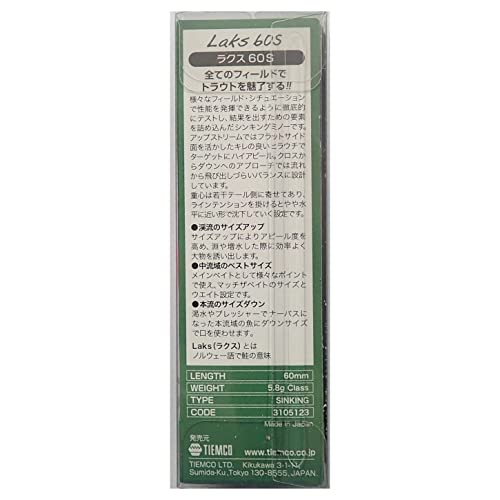 Laks 60S
ラクス60S
全てのフィールドで
トラウトを魅了する!!
様々なフィールド・シチュエーション
で性能を発揮できるように徹底的
にテストし、結果を出すための要素
を詰め込んだシンキングミノーです。
アップストリームではフラットサイド
面を活かしたキレの良いヒラウチで
ターゲットにハイアピール。クロスか
らダウンへのアプローチでは流れ
から飛び出しづらいバランスに設計
しています。
重心は若干テール側に寄せてあり、
ラインテンションを掛けるとやや水
平に近い形で沈下していく設定です。
●渓流のサイズアップ
サイズアップによりアピール度を
高め、淵や増水した際に効率よく
大物を誘い出します。
●中流域のベストサイズ
メインベイトとして様々なポイント
で使え、マッチザベイトのサイズと
ウエイト設定です。
●本流のサイズダウン
渇水やプレッシャーでナーバスに
なった本流域の魚にダウンサイズ
で口を使わせます。
Laks(ラクス)とは
ノルウェー語で鮭の意味
LENGTH 60mm
WEIGHT 5.8g Class
TYPE SINKING
CODE 3105123
Made in Japan
発売元
TIEMCO www.tiemco.co.jp
TIEMCO LTD. Kikukawa 3-1-11,
Sumida-Ku, Tokyo 130-8555, JAPAN.